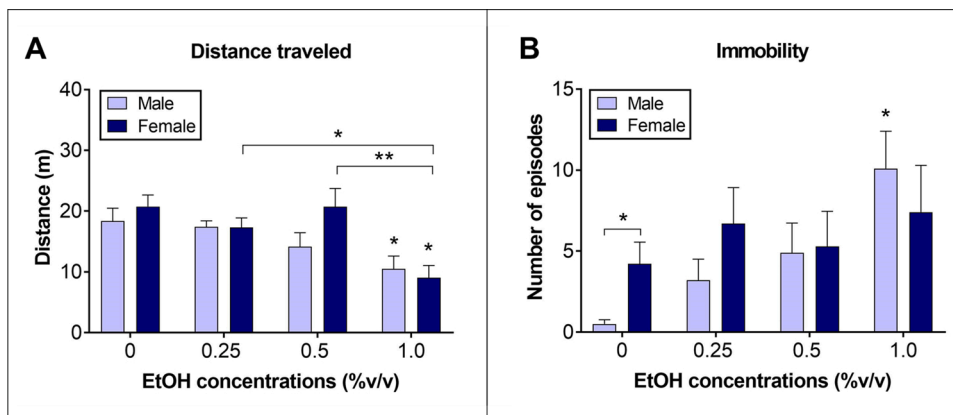 A
Distance traveled
Male
Female
Distance (m)
40
30
20
10
0
*
**
*
*
0
0.25
0.5
1.0
EtOH concentrations (%v/v)
B
Immobility
Male
Female
Number of episodes
15
10
5
0
*
*
0
0.25
0.5
1.0
EtOH concentrations (%v/v)